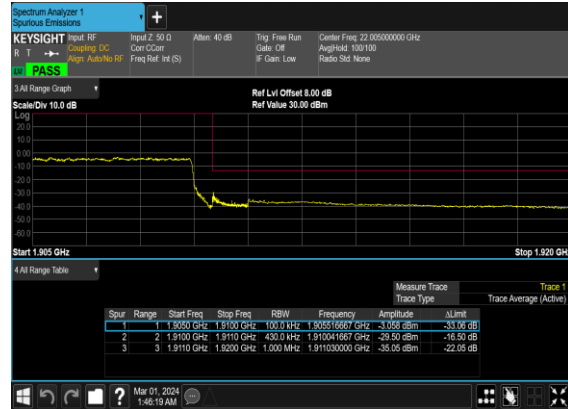 Spectrum Analyzer 1
Spurious Emissions
KEYSIGHT Input: RF Input Z: 50 Ω Atten: 40 dB Trig: Free Run Center Freq: 22.005000000 GHz
R T Coupling: DC Corr CCorr Gate: Off Avg|Hold: 100/100
Align: Auto/No RF Freq Ref: Int (S) IF Gain: Low Radio Std: None
PASS
3 All Range Graph
Ref Lvl Offset 8.00 dB
Scale/Div 10.0 dB Ref Value 30.00 dBm
Log
20.0
10.0
0.00
-10.0
-20.0
-30.0
-40.0
-50.0
-60.0
Start 1.905 GHz Stop 1.920 GHz
4 All Range Table
Measure Trace Trace 1
Trace Type Trace Average (Active)
Spur Range Start Freq Stop Freq RBW Frequency Amplitude ΔLimit
1 1 1.9050 GHz 1.9100 GHz 100.0 kHz 1.905516667 GHz -3.058 dBm -33.06 dB
2 2 1.9100 GHz 1.9110 GHz 430.0 kHz 1.910041667 GHz -29.50 dBm -16.50 dB
3 3 1.9110 GHz 1.9200 GHz 1.000 MHz 1.911030000 GHz -35.05 dBm -22.05 dB
? Mar 01, 2024
1:46:19 AM